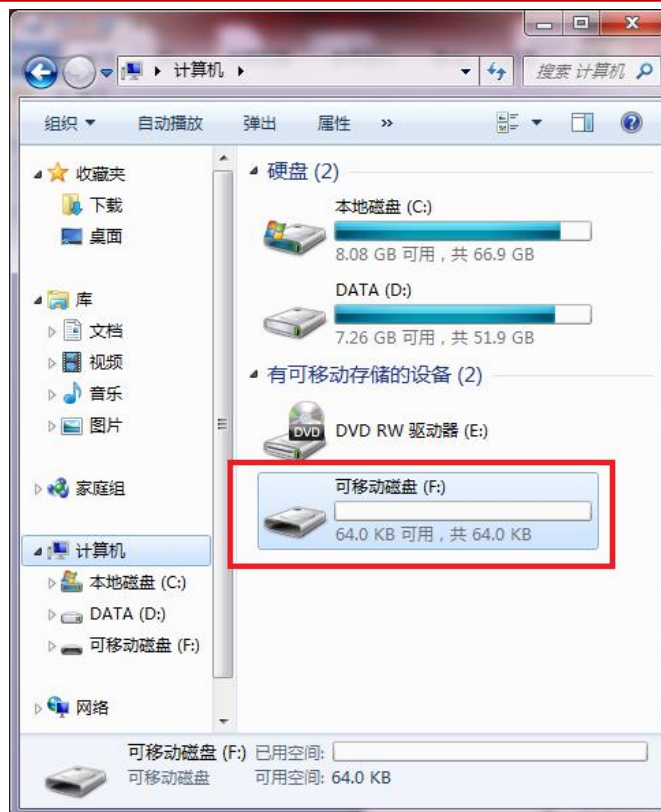 计算机
搜索 计算机
组织 自动播放 弹出 属性 »
收藏夹
下载
桌面
库
文档
视频
音乐
图片
家庭组
计算机
本地磁盘 (C:)
DATA (D:)
可移动磁盘 (F:)
网络
硬盘 (2)
本地磁盘 (C:)
8.08 GB 可用，共 66.9 GB
DATA (D:)
7.26 GB 可用，共 51.9 GB
有可移动存储的设备 (2)
DVD
DVD RW 驱动器 (E:)
可移动磁盘 (F:)
64.0 KB 可用，共 64.0 KB
可移动磁盘 (F:) 已用空间:
可移动磁盘 可用空间: 64.0 KB